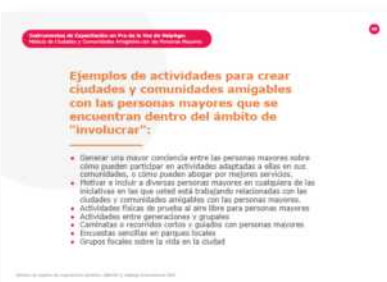 Instrumentos de Capacitación en Pro de la Voz de HelpAge:
Módulo de Ciudades y Comunidades Amigables con las Personas Mayores
Ejemplos de actividades para crear
ciudades y comunidades amigables
con las personas mayores que se
encuentran dentro del ámbito de
"involucrar":
Generar una mayor conciencia entre las personas mayores sobre
cómo pueden participar en actividades adaptadas a ellas en sus
comunidades, o cómo pueden abogar por mejores servicios.
Motivar e incluir a diversas personas mayores en cualquiera de las
iniciativas en las que usted está trabajando relacionadas con las
ciudades y comunidades amigables con las personas mayores.
Actividades físicas de prueba al aire libre para personas mayores
Actividades entre generaciones y grupales
Caminatas o recorridos cortos y guiados con personas mayores
Encuestas sencillas en parques locales
Grupos focales sobre la vida en la ciudad